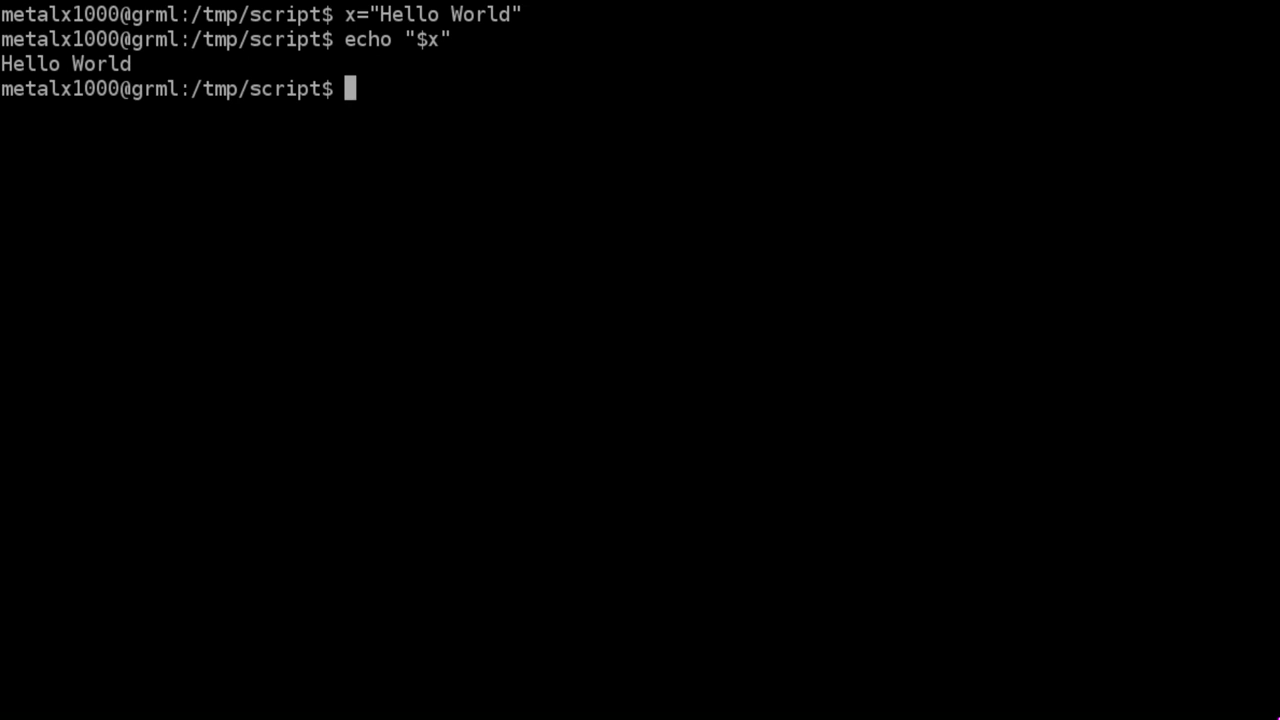 metalx1000@grml:/tmp/script$ x="Hello World"
metalx1000@grml:/tmp/script$ echo "$x"
Hello World
metalx1000@grml:/tmp/script$